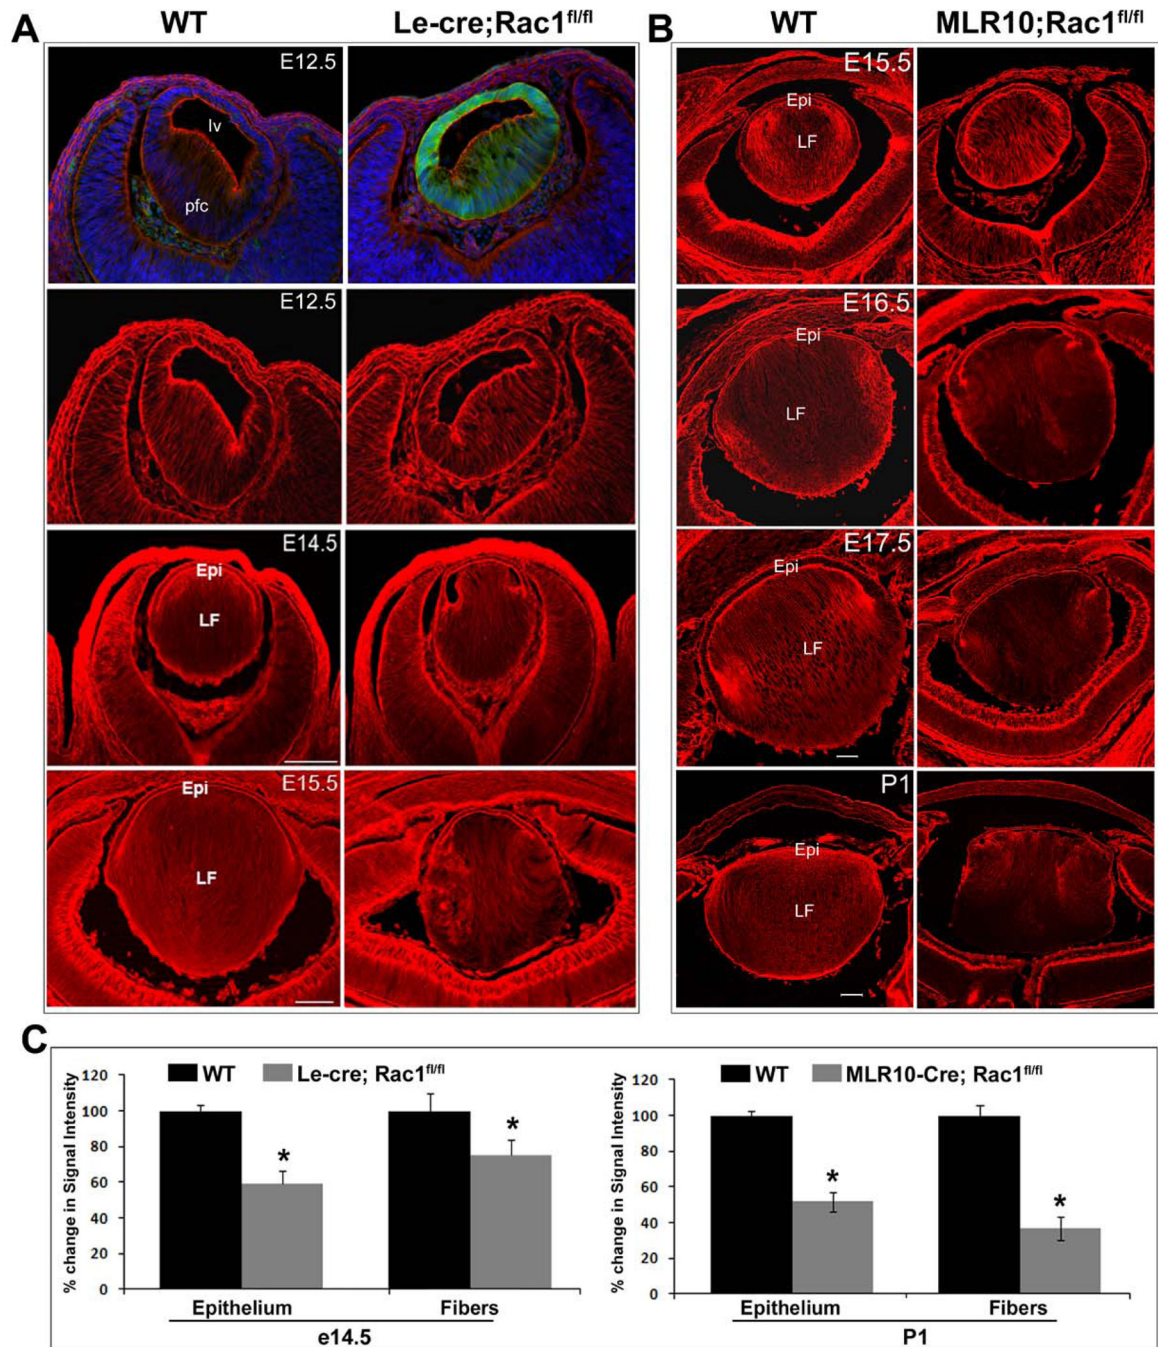 A WT Le-cre;Rac1fl/fl
B WT MLR10;Rac1fl/fl
E12.5
lv
pfc
E12.5
E14.5
Epi
LF
E15.5
Epi
LF
E15.5
Epi
LF
E16.5
Epi
LF
E17.5
Epi
LF
P1
Epi
LF
C
WT Le-cre; Rac1fl/fl
% change in Signal Intensity
120
100
80
60
40
20
0
*
*
Epithelium Fibers
e14.5
WT MLR10-Cre; Rac1fl/fl
% change in Signal Intensity
120
100
80
60
40
20
0
*
*
Epithelium Fibers
P1